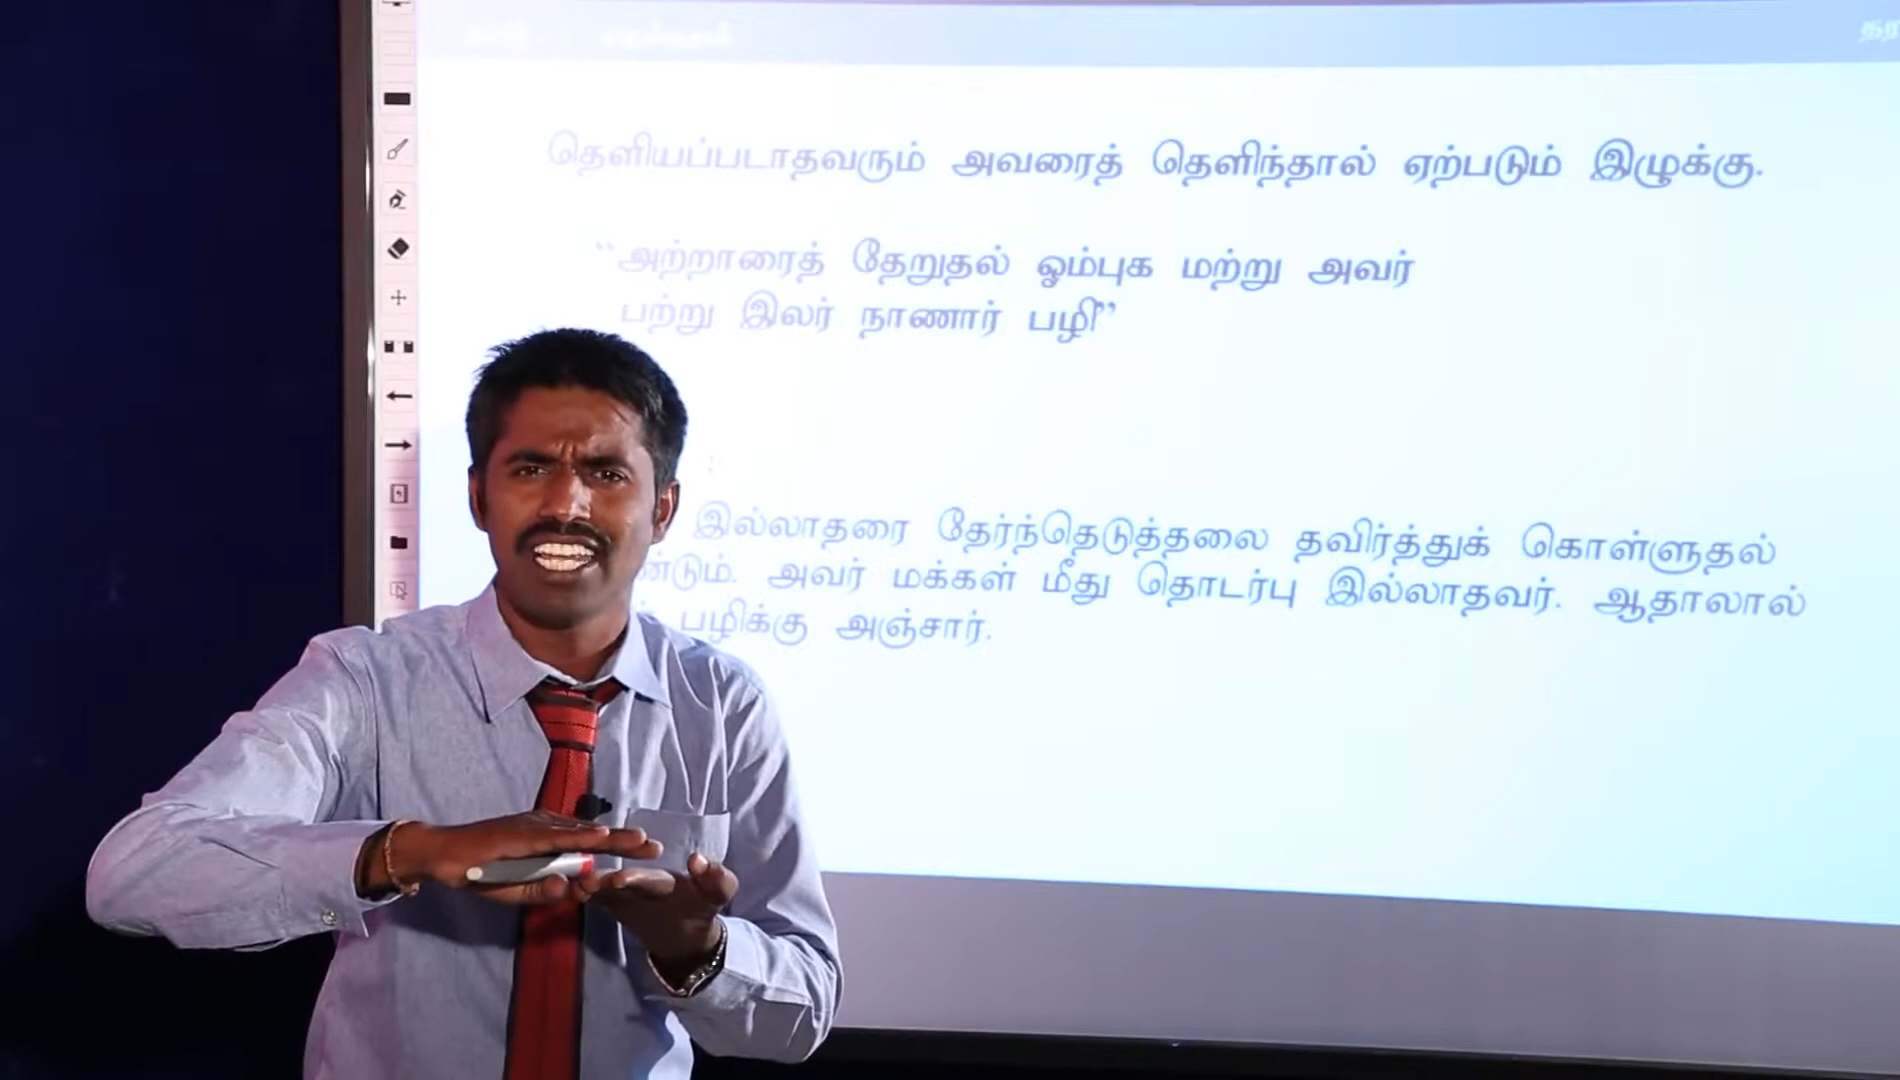 தர
தெளியப்படாதவரும் அவரைத் தெளிந்தால் ஏற்படும் இழுக்கு.
“அற்றாரைத் தேறுதல் ஓம்புக மற்று அவர்
பற்று இலர் நாணார் பழி”
:
இல்லாதரை தேர்ந்தெடுத்தலை தவிர்த்துக் கொள்ளுதல்
ண்டும். அவர் மக்கள் மீது தொடர்பு இல்லாதவர். ஆதாலால்
பழிக்கு அஞ்சார்.